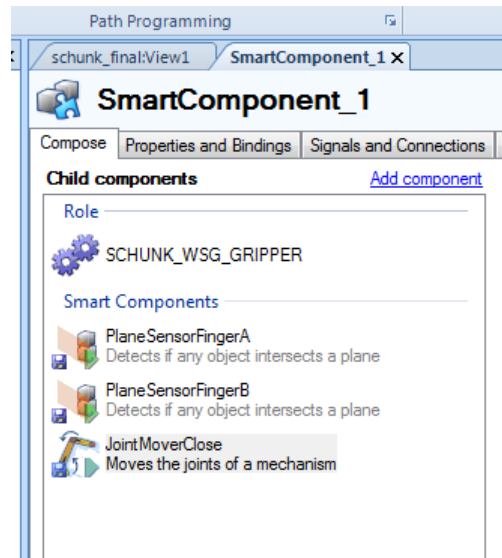 Path Programming
schunk_final:View1
SmartComponent_1 X
SmartComponent_1
Compose
Properties and Bindings
Signals and Connections
Child components
Add component
Role
SCHUNK_WSG_GRIPPER
Smart Components
PlaneSensorFingerA
Detects if any object intersects a plane
PlaneSensorFingerB
Detects if any object intersects a plane
JointMoverClose
Moves the joints of a mechanism